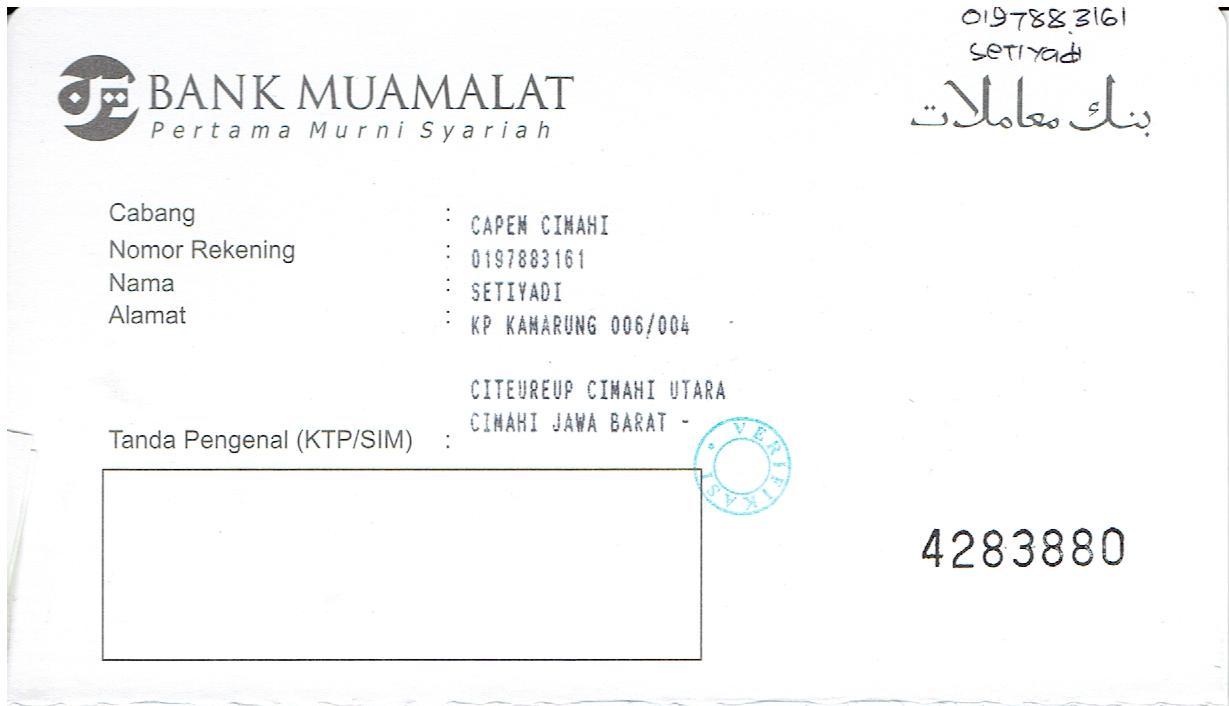 0197883161
setiyadi
BANK MUAMALAT
Pertama Murni Syariah
بنك معاملات
Cabang : CAPEM CIMAHI
Nomor Rekening : 0197883161
Nama : SETIYADI
Alamat : KP KAMARUNG 006/004 -
CITEUREUP CIMAHI UTARA
CIMAHI JAWA BARAT -
Tanda Pengenal (KTP/SIM) :
VERIFIKASI
4283880